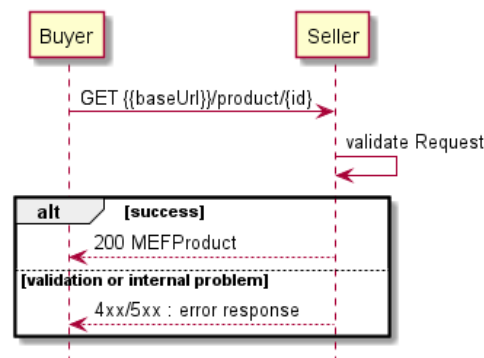 Buyer
Seller
GET {{baseUrl}}/product/{id}
validate Request
alt
[success]
200 MEFProduct
[validation or internal problem]
4xx/5xx : error response